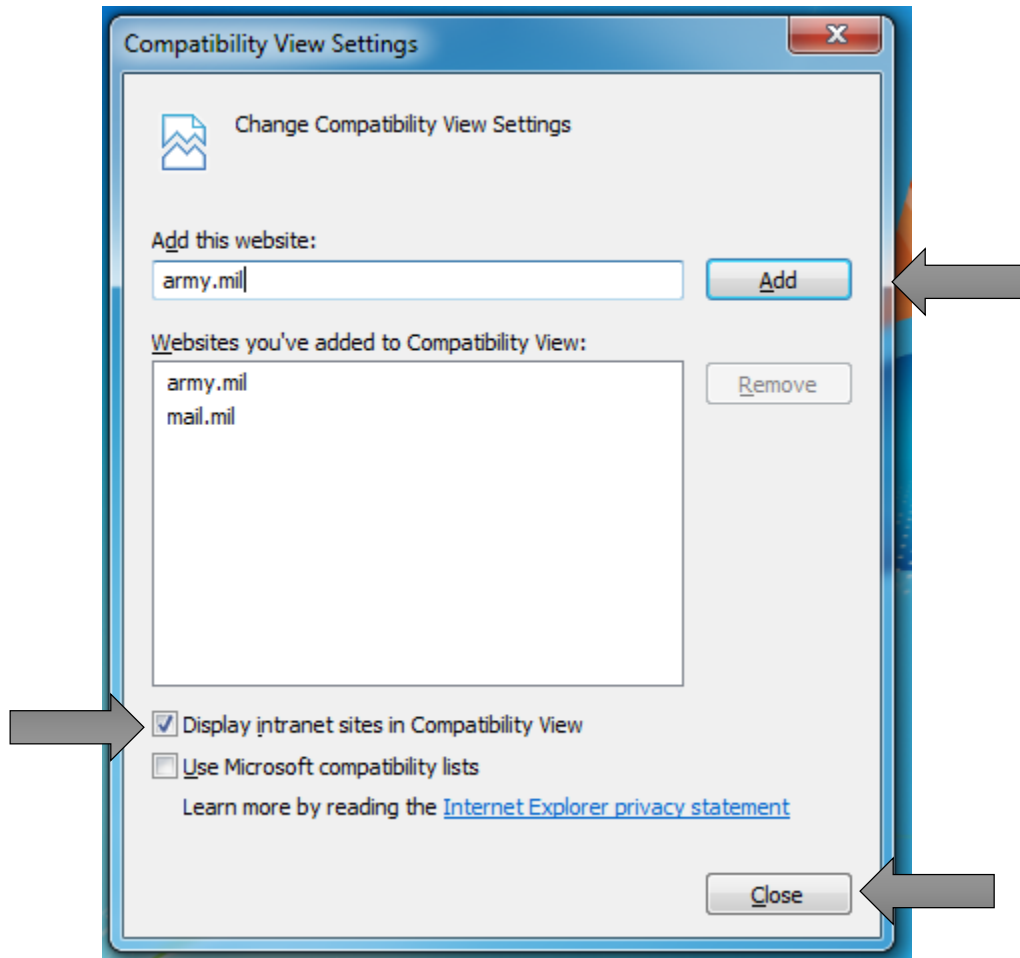 Compatibility View Settings
Change Compatibility View Settings
Add this website:
army.mil
Add
Websites you've added to Compatibility View:
army.mil
Remove
mail.mil
Display intranet sites in Compatibility View
Use Microsoft compatibility lists
Learn more by reading the Internet Explorer privacy statement
Close